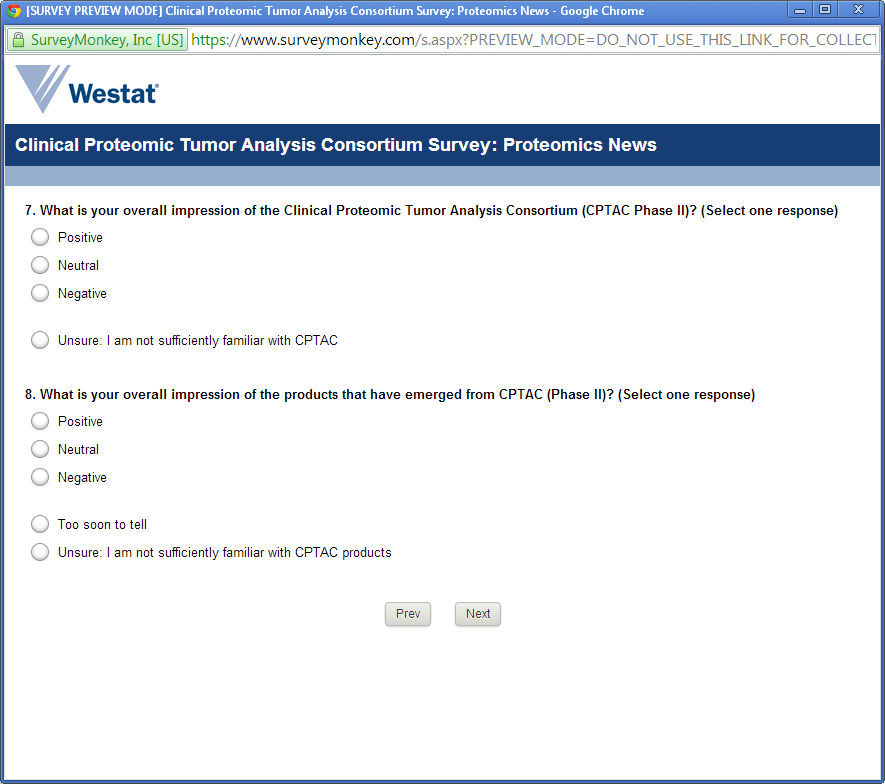 [SURVEY PREVIEW MODE] Clinical Proteomic Tumor Analysis Consortium Survey: Proteomics News - Google Chrome
SurveyMonkey, Inc [US] https://www.surveymonkey.com/s.aspx?PREVIEW_MODE=DO_NOT_USE_THIS_LINK_FOR_COLLECT
Westat®
Clinical Proteomic Tumor Analysis Consortium Survey: Proteomics News
7. What is your overall impression of the Clinical Proteomic Tumor Analysis Consortium (CPTAC Phase II)? (Select one response)
Positive
Neutral
Negative
Unsure: I am not sufficiently familiar with CPTAC
8. What is your overall impression of the products that have emerged from CPTAC (Phase II)? (Select one response)
Positive
Neutral
Negative
Too soon to tell
Unsure: I am not sufficiently familiar with CPTAC products
Prev Next